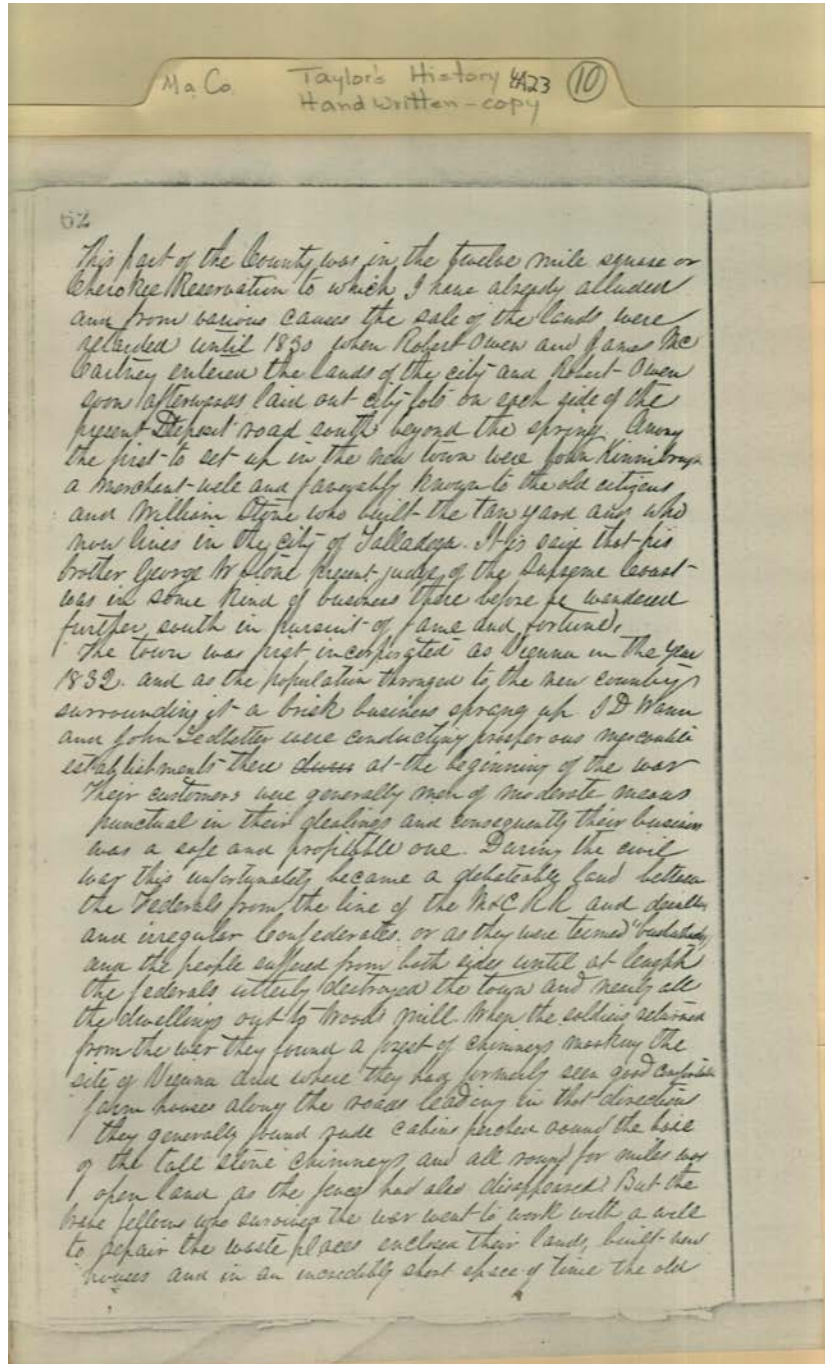 Ma. Co. Taylor's History 4A23 10
Hand Written - copy
62
This part of the County was in the twelve mile square or
Cherokee Reservation to which I have already alluded
and from various causes the sale of the lands were
retarded until 1830 when Robert Owen and James Mc
Cartney entered the lands of the city and Robert Owen
soon afterwards laid out city lots on each side of the
present Deposit road south beyond the spring. Among
the first to set up in the new town were John Kinnibrugh
a merchant well and favorably known to the old citizens
and William Stone who built the tan yard and who
now lives in the city of Talladega. It is said that his
brother George W Stone present judge of the Supreme Court
was in some kind of business there before he wandered
further south in pursuit of fame and fortune.
The town was first incorporated as Vienna in the year
1832. and as the population thronged to the new country
surrounding it a brisk business sprang up. I D Wann
and John Ledbetter were conducting prosperous mercantile
establishments there at the beginning of the war
Their customers were generally men of moderate means
punctual in their dealings and consequently their business
was a safe and profitable one. During the civil
war this unfortunately became a debateable land between
the Federals from the line of the M&C R R and
and irregular Confederates. or as they were termed
and the people suffered from both sides until at length
the federals utterly destroyed the town and nearly all
the dwellings out to Woods mill. When the soldiers returned
from the war they found a forest of chimneys marking the
site of Vienna and where they had formerly seen good comfortable
farm houses along the roads leading in that direction
they generally found rude cabins perched around the base
of the tall stone chimneys and all round for miles was
open land as the fences had also disappeared. But the
brave fellows who survived the war went to work with a will
to repair the waste places enclosed their lands, built new
houses and in an incredibly short space of time the old